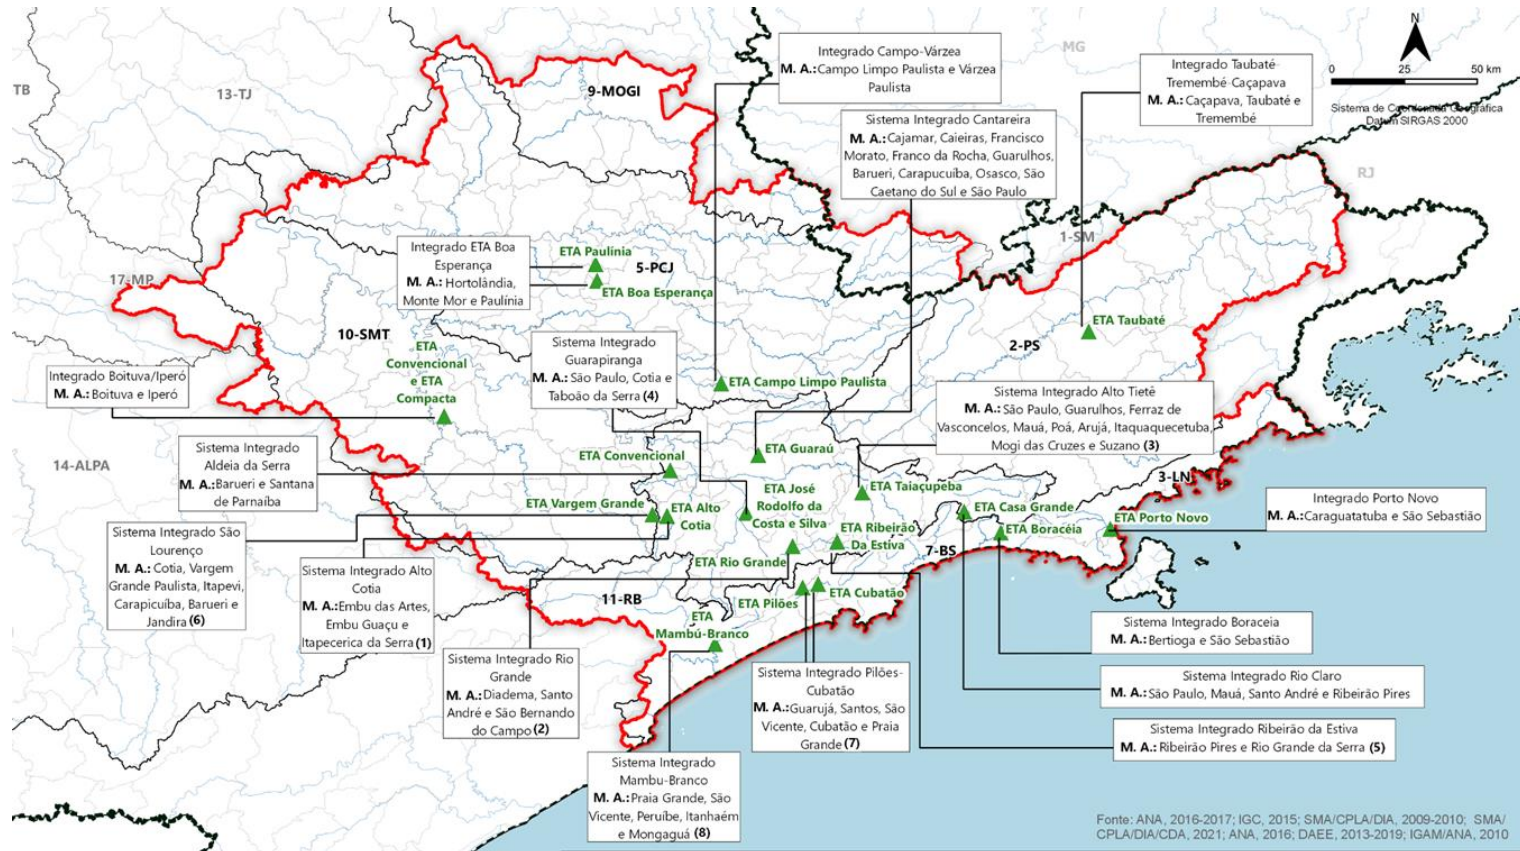 N
0 25 50 km
Sistema de Coordenada Geográfica
Datum SIRGAS 2000
MG
RJ
TB
13-TJ
9-MOGI
1-SM
17-MP
5-PCJ
10-SMT
2-PS
14-ALPA
3-LN
7-BS
11-RB
Integrado Campo-Várzea
M. A.:Campo Limpo Paulista e Várzea
Paulista
Integrado Taubaté-
Tremembé-Caçapava
M. A.:Caçapava, Taubaté e
Tremembé
Sistema Integrado Cantareira
M. A.:Cajamar, Caieiras, Francisco
Morato, Franco da Rocha, Guarulhos,
Barueri, Carapucuíba, Osasco, São
Caetano do Sul e São Paulo
Integrado ETA Boa
Esperança
M. A.: Hortolândia,
Monte Mor e Paulínia
ETA Paulínia
ETA Boa Esperança
ETA Taubaté
Sistema Integrado
Guarapiranga
M. A.: São Paulo, Cotia e
Taboão da Serra (4)
ETA
Convencional
e ETA
Compacta
Integrado Boituva/Iperó
M. A.: Boituva e Iperó
ETA Campo Limpo Paulista
Sistema Integrado Alto Tietê
M. A.:São Paulo, Guarulhos, Ferraz de
Vasconcelos, Mauá, Poá, Arujá, Itaquaquecetuba,
Mogi das Cruzes e Suzano (3)
Sistema Integrado
Aldeia da Serra
M. A.:Barueri e Santana
de Parnaíba
ETA Convencional
ETA Guaraú
ETA Vargem Grande
ETA Alto
Cotia
ETA José
Rodolfo da
Costa e Silva
ETA Taiaçupeba
ETA Casa Grande
ETA Boracéia
ETA Porto Novo
Integrado Porto Novo
M. A.:Caraguatatuba e São Sebastião
ETA Ribeirão
Da Estiva
ETA Rio Grande
Sistema Integrado São
Lourenço
M. A.: Cotia, Vargem
Grande Paulista, Itapevi,
Carapicuíba, Barueri e
Jandira (6)
Sistema Integrado Alto
Cotia
M. A.:Embu das Artes,
Embu Guaçu e
Itapecerica da Serra (1)
ETA Pilões
ETA Cubatão
ETA
Mambú-Branco
Sistema Integrado Boraceia
M. A.: Bertioga e São Sebastião
Sistema Integrado Rio
Grande
M. A.: Diadema, Santo
André e São Bernando
do Campo (2)
Sistema Integrado Pilões-
Cubatão
M. A.:Guarujá, Santos, São
Vicente, Cubatão e Praia
Grande (7)
Sistema Integrado Rio Claro
M. A.:São Paulo, Mauá, Santo André e Ribeirão Pires
Sistema Integrado Ribeirão da Estiva
M. A.: Ribeirão Pires e Rio Grande da Serra (5)
Sistema Integrado
Mambu-Branco
M. A.:Praia Grande, São
Vicente, Peruíbe, Itanhaém
e Mongaguá (8)
Fonte: ANA, 2016-2017; IGC, 2015; SMA/CPLA/DIA, 2009-2010; SMA/
CPLA/DIA/CDA, 2021; ANA, 2016; DAEE, 2013-2019; IGAM/ANA, 2010